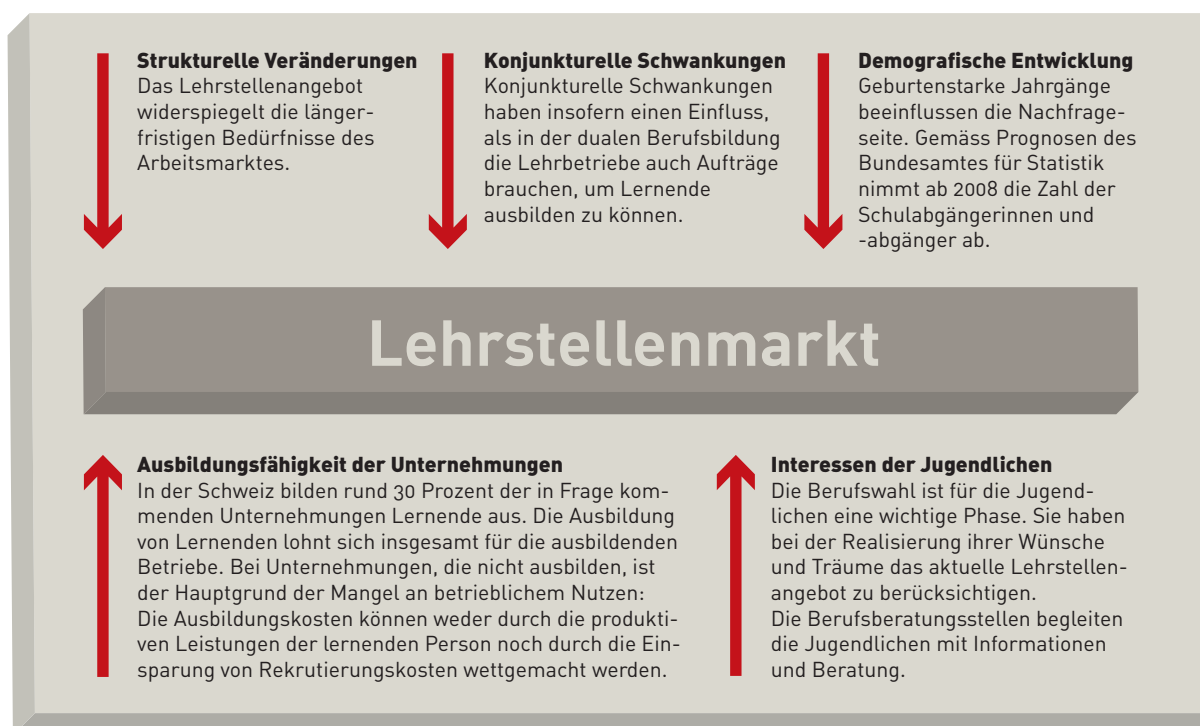 Strukturelle Veränderungen
Das Lehrstellenangebot
widerspiegelt die länger-
fristigen Bedürfnisse des
Arbeitsmarktes.
Konjunkturelle Schwankungen
Konjunkturelle Schwankungen
haben insofern einen Einfluss,
als in der dualen Berufsbildung
die Lehrbetriebe auch Aufträge
brauchen, um Lernende
ausbilden zu können.
Demografische Entwicklung
Geburtenstarke Jahrgänge
beeinflussen die Nachfrage-
seite. Gemäss Prognosen des
Bundesamtes für Statistik
nimmt ab 2008 die Zahl der
Schulabgängerinnen und
-abgänger ab.
Lehrstellenmarkt
Ausbildungsfähigkeit der Unternehmungen
In der Schweiz bilden rund 30 Prozent der in Frage kom-
menden Unternehmungen Lernende aus. Die Ausbildung
von Lernenden lohnt sich insgesamt für die ausbildenden
Betriebe. Bei Unternehmungen, die nicht ausbilden, ist
der Hauptgrund der Mangel an betrieblichem Nutzen:
Die Ausbildungskosten können weder durch die produkti-
ven Leistungen der lernenden Person noch durch die Ein-
sparung von Rekrutierungskosten wettgemacht werden.
Interessen der Jugendlichen
Die Berufswahl ist für die Jugend-
lichen eine wichtige Phase. Sie haben
bei der Realisierung ihrer Wünsche
und Träume das aktuelle Lehrstellen-
angebot zu berücksichtigen.
Die Berufsberatungsstellen begleiten
die Jugendlichen mit Informationen
und Beratung.